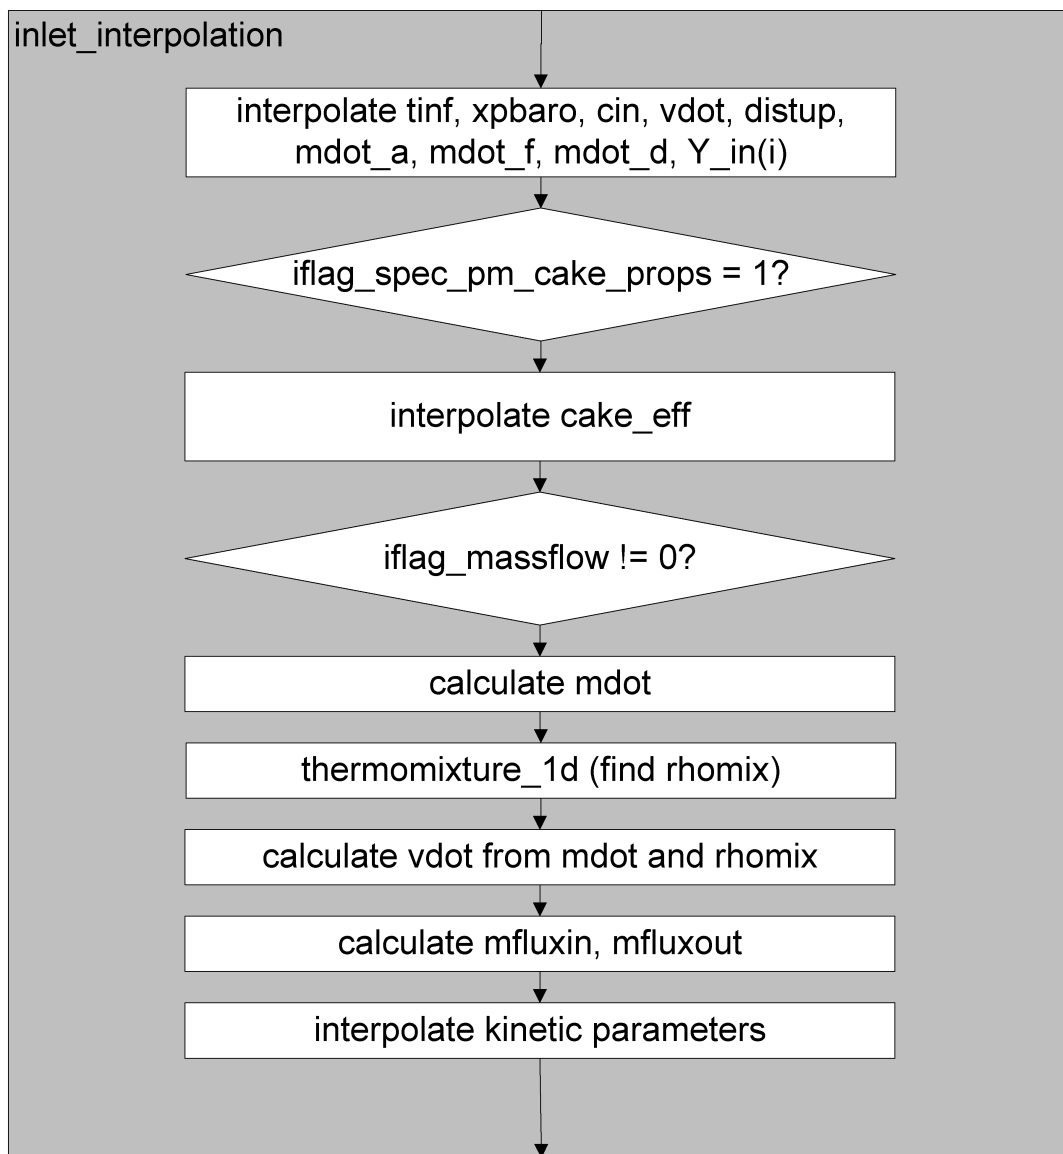 inlet_interpolation
interpolate tinf, xpbaro, cin, vdot, distup,
mdot_a, mdot_f, mdot_d, Y_in(i)
iflag_spec_pm_cake_props = 1?
interpolate cake_eff
iflag_massflow != 0?
calculate mdot
thermomixture_1d (find rhomix)
calculate vdot from mdot and rhomix
calculate mfluxin, mfluxout
interpolate kinetic parameters